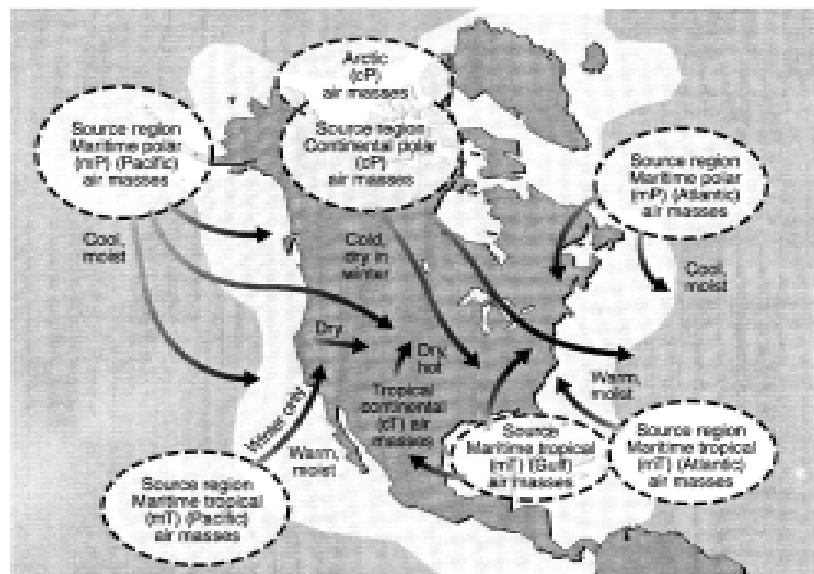 Arctic
(cP)
air masses
Source region
Maritime polar
(mP) (Pacific)
air masses
Source region
Continental polar
(cP)
air masses
Source region
Maritime polar
(mP) (Atlantic)
air masses
Cool,
moist
Cold,
dry in
winter
Cool,
moist
Dry
Dry,
hot
Tropical
continental
(cT) air
masses
Warm,
moist
Winter only
Warm,
moist
Source region
Maritime tropical
(mT) (Pacific)
air masses
Source
Maritime tropical
(mT) (Gulf)
air masses
Source region
Maritime tropical
(mT) (Atlantic)
air masses